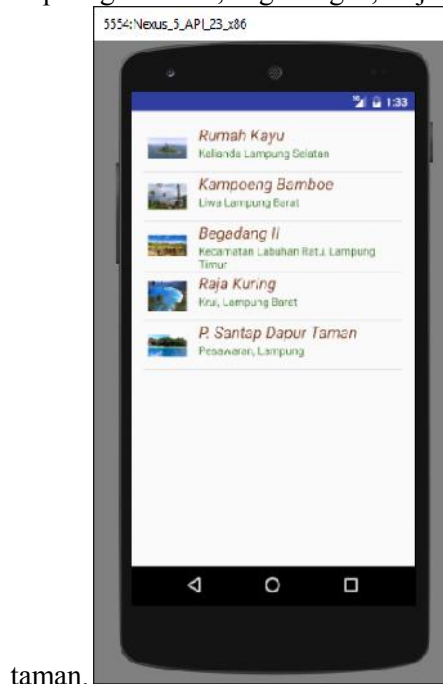 5554:Nexus_5_API_23_x86
1:33
Rumah Kayu
Kalianda Lampung Selatan
Kampoeng Bamboe
Liwa Lampung Barat
Begadang II
Kecamatan Labuhan Ratu, Lampung
Timur
Raja Kuring
Krui, Lampung Barat
P. Santap Dapur Taman
Pesawaran, Lampung
taman.